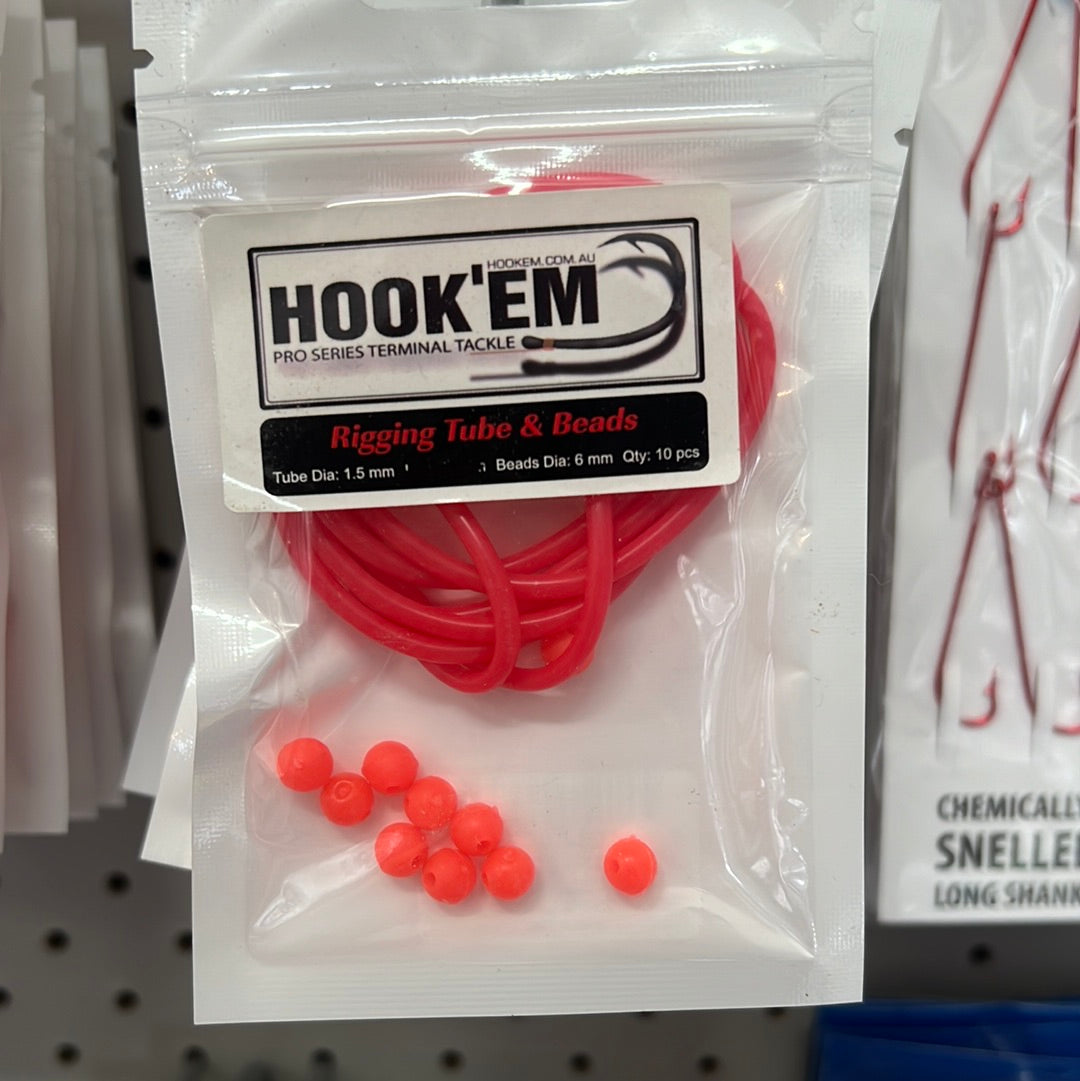 HOOKEM.COM.AU
HOOK'EM
PRO SERIES TERMINAL TACKLE
Rigging Tube & Beads
Tube Dia: 1.5 mm Beads Dia: 6 mm Qty: 10 pcs
CHEMICALLY
LONG SHANK